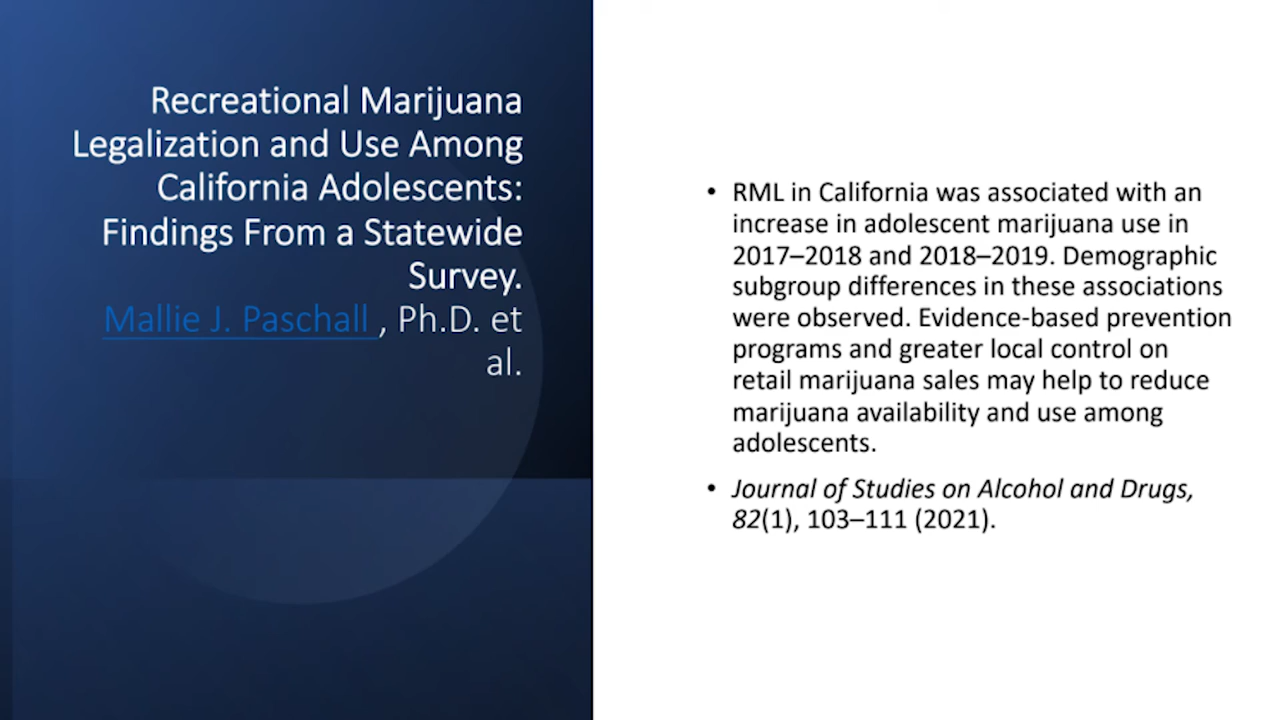 Recreational Marijuana
Legalization and Use Among
California Adolescents:
Findings From a Statewide
Survey.
Mallie J. Paschall , Ph.D. et
al.
• RML in California was associated with an
increase in adolescent marijuana use in
2017–2018 and 2018–2019. Demographic
subgroup differences in these associations
were observed. Evidence-based prevention
programs and greater local control on
retail marijuana sales may help to reduce
marijuana availability and use among
adolescents.
• Journal of Studies on Alcohol and Drugs,
82(1), 103–111 (2021).